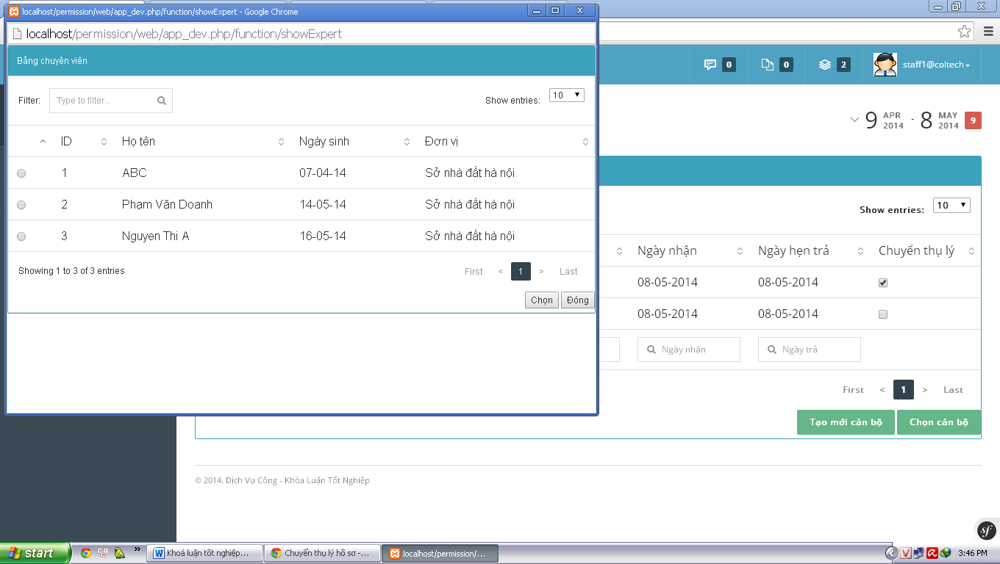 localhost/permission/web/app_dev.php/function/showExpert - Google Chrome
localhost/permission/web/app_dev.php/function/showExpert
Bảng chuyên viên
Filter: Type to filter... Show entries: 10
ID Họ tên Ngày sinh Đơn vị
1 ABC 07-04-14 Sở nhà đất hà nội
2 Phạm Văn Doanh 14-05-14 Sở nhà đất hà nội
3 Nguyen Thi A 16-05-14 Sở nhà đất hà nội
Showing 1 to 3 of 3 entries First < 1 > Last
Chọn Đóng
0 0 2 staff1@coltech
9 APR 2014 - 8 MAY 2014 9
Show entries: 10
Ngày nhận Ngày hẹn trả Chuyển thụ lý
08-05-2014 08-05-2014
08-05-2014 08-05-2014
Ngày nhận Ngày trả
First < 1 > Last
Tạo mới cán bộ Chọn cán bộ
© 2014. Dịch Vụ Công - Khóa Luận Tốt Nghiệp
sf
start » Khoá luận tốt nghiệp... Chuyển thụ lý hồ sơ -... localhost/permission/... 3:46 PM